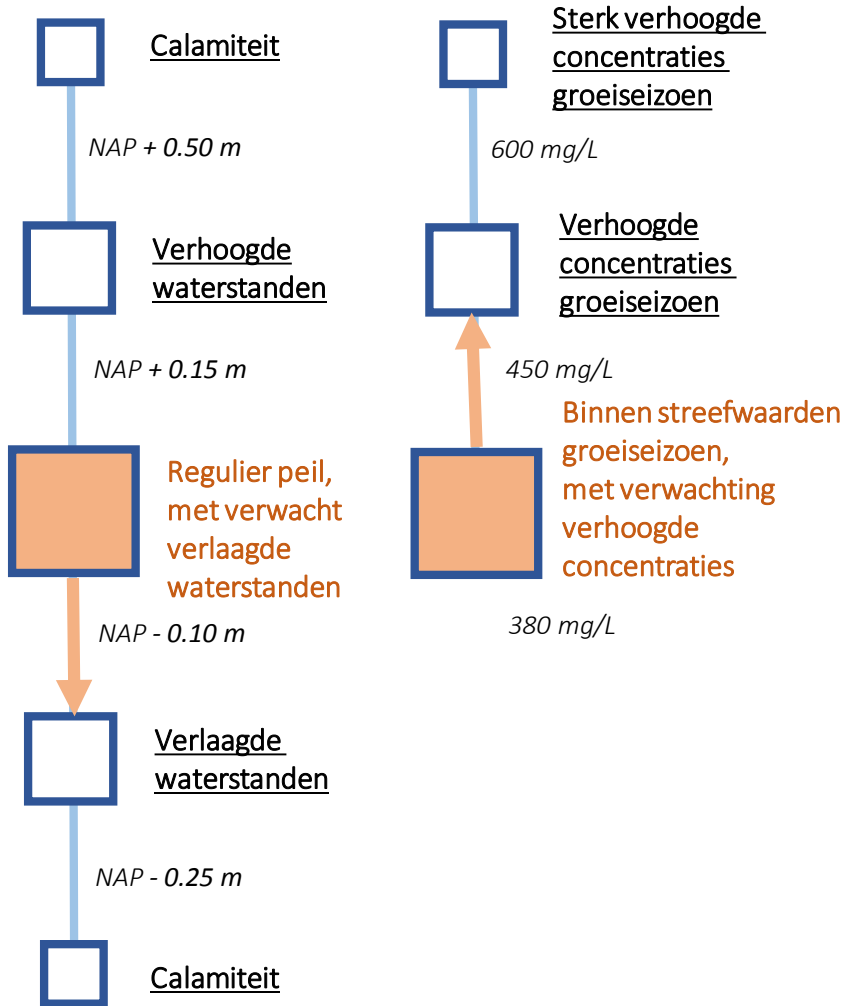 Calamiteit
NAP + 0.50 m
Verhoogde
waterstanden
NAP + 0.15 m
Regulier peil,
met verwacht
verlaagde
waterstanden
NAP - 0.10 m
Verlaagde
waterstanden
NAP - 0.25 m
Calamiteit
Sterk verhoogde
concentraties
groeiseizoen
600 mg/L
Verhoogde
concentraties
groeiseizoen
450 mg/L
Binnen streefwaarden
groeiseizoen,
met verwachting
verhoogde
concentraties
380 mg/L